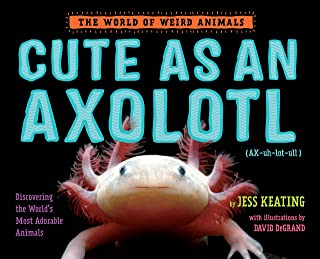 THE WORLD OF WEIRD ANIMALS
CUTE AS AN
AXOLOTL
(AX-uh-lot-ull)
Discovering
the World's
Most Adorable
Animals
by JESS KEATING
with illustrations by
DAVID DeGRAND